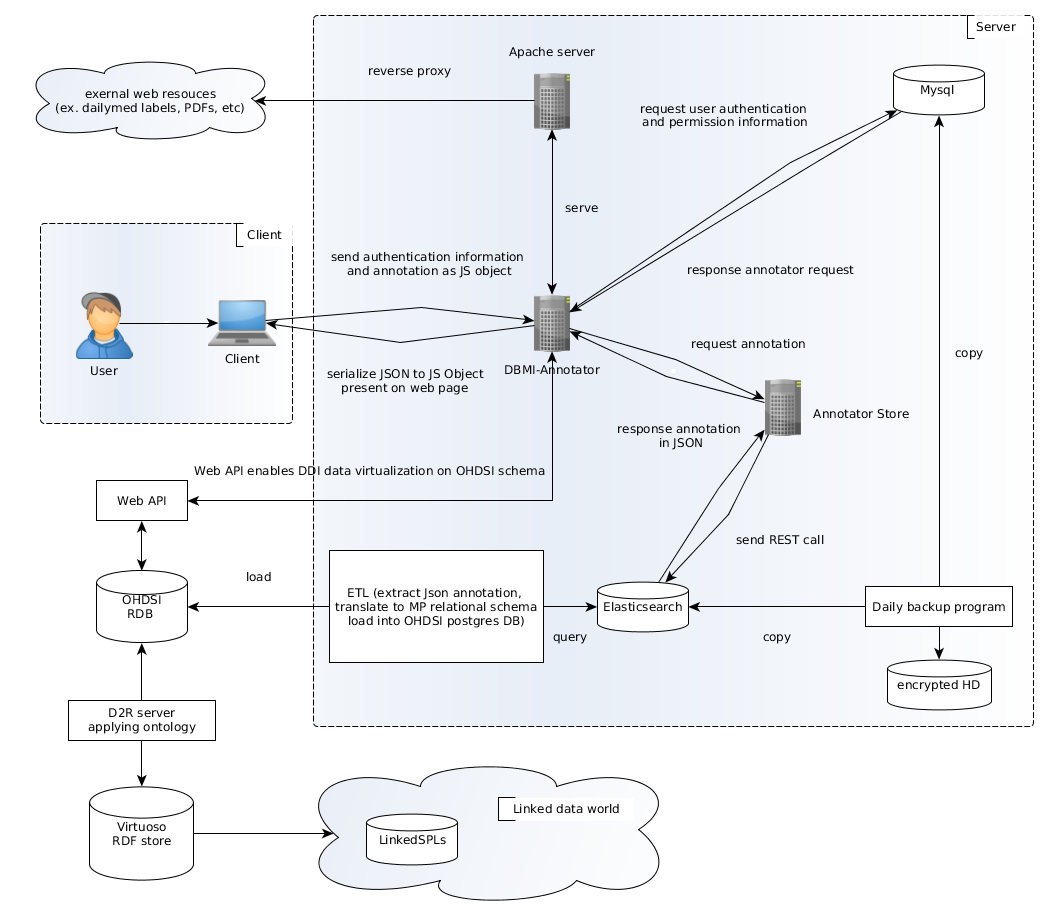 Server
Apache server
reverse proxy
exernal web resouces
(ex. dailymed labels, PDFs, etc)
Mysql
request user authentication
and permission information
serve
Client
send authentication information
and annotation as JS object
response annotator request
request annotation
copy
User
Client
DBMI-Annotator
serialize JSON to JS Object
present on web page
Annotator Store
response annotation
in JSON
Web API enables DDI data virtualization on OHDSI schema
Web API
send REST call
load
OHDSI
RDB
ETL (extract Json annotation,
translate to MP relational schema
load into OHDSI postgres DB)
query
Elasticsearch
copy
Daily backup program
encrypted HD
D2R server
applying ontology
Virtuoso
RDF store
Linked data world
LinkedSPLs